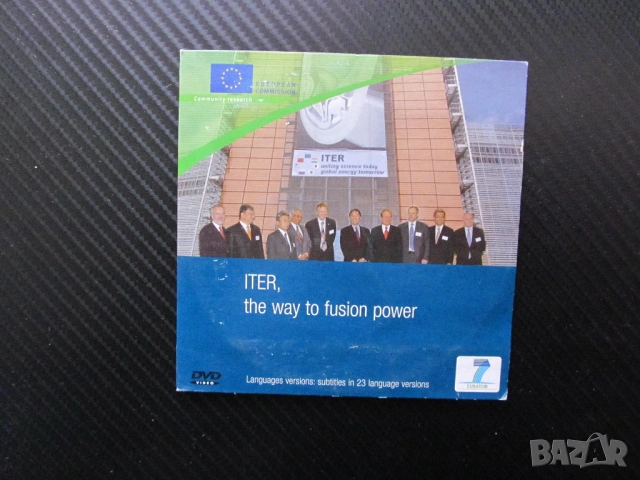 EUROPEAN
COMMISSION
Community research
ITER
uniting science today
global energy tomorrow
ITER,
the way to fusion power
DVD
VIDEO
Languages versions: subtitles in 23 language versions
7
EURATOM
BAZAR